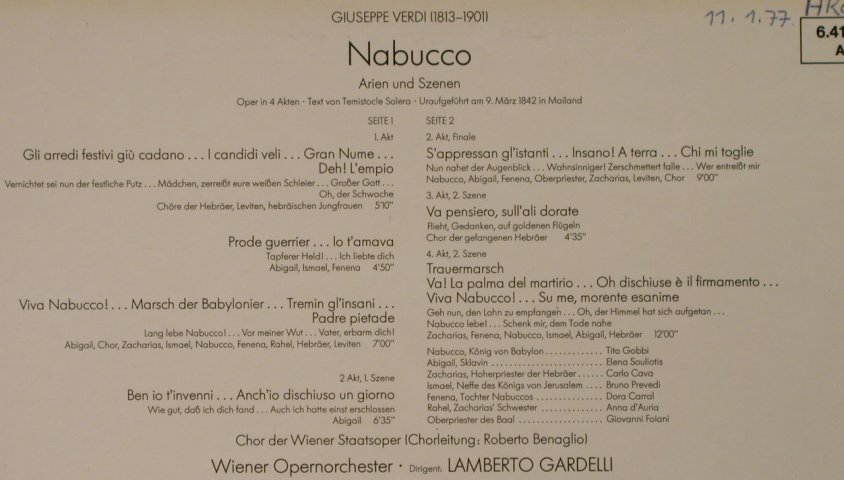 GIUSEPPE VERDI (1813–1901)
11. 1. 77.
6.41
A
Nabucco
Arien und Szenen
Oper in 4 Akten · Text von Temistocle Solera · Uraufgeführt am 9. März 1842 in Mailand
SEITE 1
1. Akt
Gli arredi festivi giù cadano . . . I candidi veli . . . Gran Nume . . .
Deh! L'empio
Vernichtet sei nun der festliche Putz . . . Mädchen, zerreißt eure weißen Schleier . . . Großer Gott . . .
Oh, der Schwache
Chöre der Hebräer, Leviten, hebräischen Jungfrauen 5'10"
Prode guerrier . . . Io t'amava
Tapferer Held! . . . Ich liebte dich
Abigail, Ismael, Fenena 4'50"
Viva Nabucco! . . . Marsch der Babylonier . . . Tremin gl'insani . . .
Padre pietade
Lang lebe Nabucco! . . . Vor meiner Wut . . . Vater, erbarm dich!
Abigail, Chor, Zacharias, Ismael, Nabucco, Fenena, Rahel, Hebräer, Leviten 7'00"
2 Akt, 1. Szene
Ben io t'invenni . . . Anch'io dischiuso un giorno
Wie gut, daß ich dich fand . . . Auch ich hatte einst erschlossen
Abigail 6'35"
SEITE 2
2. Akt, Finale
S'appressan gl'istanti . . . Insano! A terra . . . Chi mi toglie
Nun nahet der Augenblick . . . Wahnsinniger! Zerschmettert falle . . . Wer entreißt mir
Nabucco, Abigail, Fenena, Oberpriester, Zacharias, Leviten, Chor 9'00"
3. Akt, 2. Szene
Va pensiero, sull'ali dorate
Flieht, Gedanken, auf goldenen Flügeln
Chor der gefangenen Hebräer 4'35"
4. Akt, 2. Szene
Trauermarsch
Va! La palma del martirio . . . Oh dischiuse è il firmamento . . .
Viva Nabucco! . . . Su me, morente esanime
Geh nun, den Lohn zu empfangen . . . Oh, der Himmel hat sich aufgetan . . .
Nabucco lebe! . . . Schenk mir, dem Tode nahe
Zacharias, Fenena, Nabucco, Ismael, Abigail, Hebräer 12'00"
Nabucco, König von Babylon . . . . . . . . . . . . Tito Gobbi
Abigail, Sklavin . . . . . . . . . . . . . . . . . . . . Elena Souliotis
Zacharias, Hoherpriester der Hebräer . . . . . . Carlo Cava
Ismael, Neffe des Königs von Jerusalem . . . . Bruno Prevedi
Fenena, Tochter Nabuccos . . . . . . . . . . . . . Dora Carral
Rahel, Zacharias' Schwester . . . . . . . . . . . . Anna d'Auria
Oberpriester des Baal . . . . . . . . . . . . . . . . Giovanni Foiani
Chor der Wiener Staatsoper (Chorleitung: Roberto Benaglio)
Wiener Opernorchester · Dirigent: LAMBERTO GARDELLI